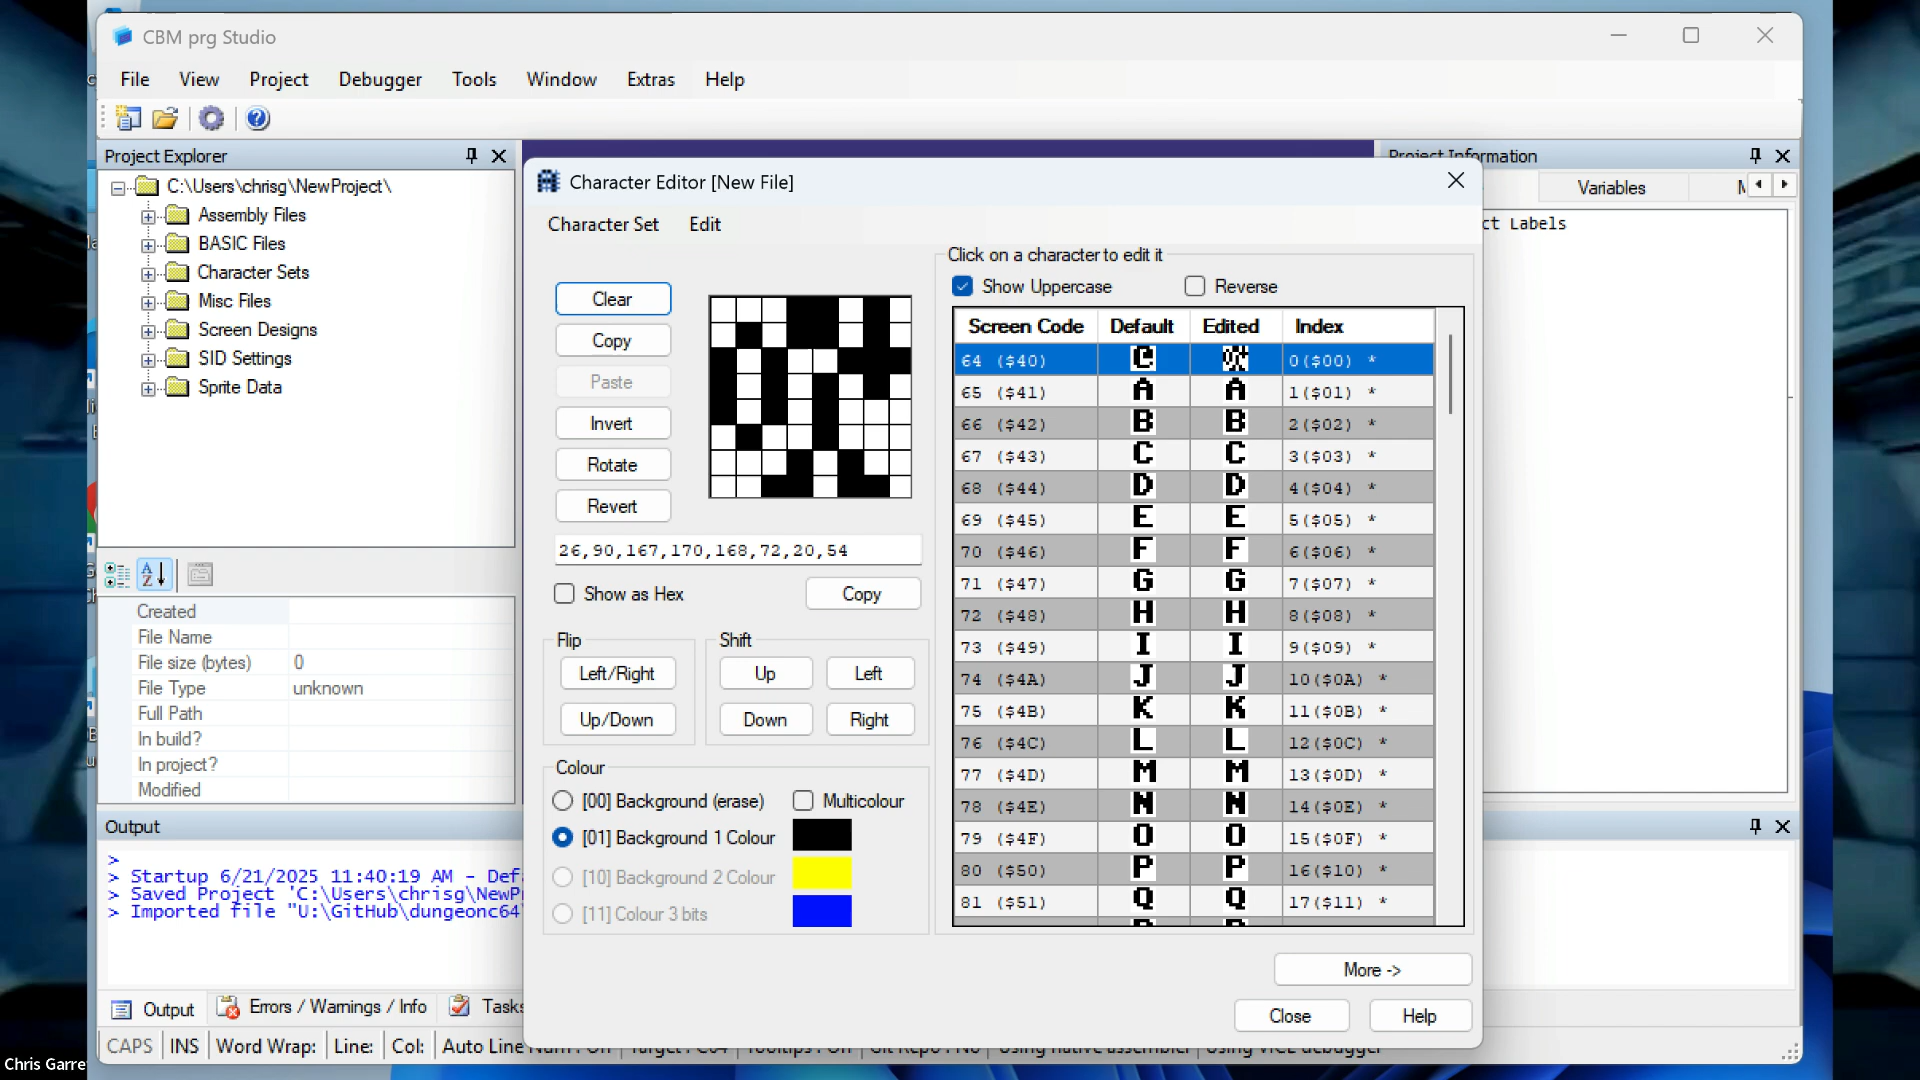 CBM prg Studio
File View Project Debugger Tools Window Extras Help
Project Explorer
C:\Users\chrisg\NewProject\
Assembly Files
BASIC Files
Character Sets
Misc Files
Screen Designs
SID Settings
Sprite Data
Created
File Name
File size (bytes) 0
File Type unknown
Full Path
In build?
In project?
Modified
Output
>
> Startup 6/21/2025 11:40:19 AM - Def
> Saved Project 'C:\Users\chrisg\NewPr
> Imported file "U:\GitHub\dungeonc64
Output Errors / Warnings / Info Tasks
CAPS INS Word Wrap: Line: Col: Auto Line
Character Editor [New File]
Character Set Edit
Clear
Copy
Paste
Invert
Rotate
Revert
26,90,167,170,168,72,20,54
Show as Hex Copy
Flip
Left/Right
Up/Down
Shift
Up Left
Down Right
Colour
[00] Background (erase) Multicolour
[01] Background 1 Colour
[10] Background 2 Colour
[11] Colour 3 bits
Click on a character to edit it
Show Uppercase Reverse
Screen Code Default Edited Index
64 ($40) @ 0($00) *
65 ($41) A A 1($01) *
66 ($42) B B 2($02) *
67 ($43) C C 3($03) *
68 ($44) D D 4($04) *
69 ($45) E E 5($05) *
70 ($46) F F 6($06) *
71 ($47) G G 7($07) *
72 ($48) H H 8($08) *
73 ($49) I I 9($09) *
74 ($4A) J J 10($0A) *
75 ($4B) K K 11($0B) *
76 ($4C) L L 12($0C) *
77 ($4D) M M 13($0D) *
78 ($4E) N N 14($0E) *
79 ($4F) O O 15($0F) *
80 ($50) P P 16($10) *
81 ($51) Q Q 17($11) *
More ->
Close Help
Project Information
Variables
ct Labels
Chris Garre